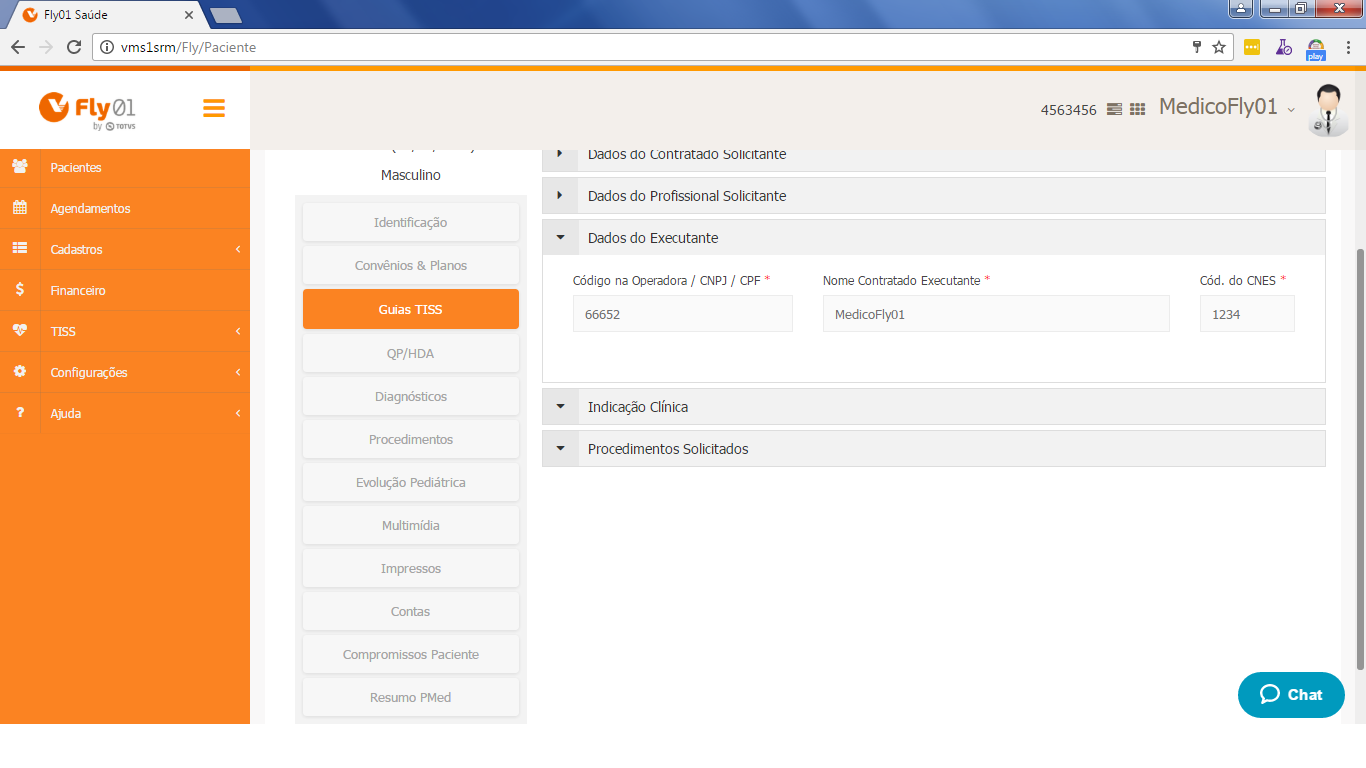 Fly01 Saúde
vms1srm/Fly/Paciente
play
Fly01
by TOTVS
4563456
MedicoFly01
Pacientes
Agendamentos
Cadastros
Financeiro
TISS
Configurações
Ajuda
Masculino
Identificação
Convênios & Planos
Guias TISS
QP/HDA
Diagnósticos
Procedimentos
Evolução Pediátrica
Multimídia
Impressos
Contas
Compromissos Paciente
Resumo PMed
Dados do Contratado Solicitante
Dados do Profissional Solicitante
Dados do Executante
Código na Operadora / CNPJ / CPF * Nome Contratado Executante * Cód. do CNES *
66652 MedicoFly01 1234
Indicação Clínica
Procedimentos Solicitados
Chat